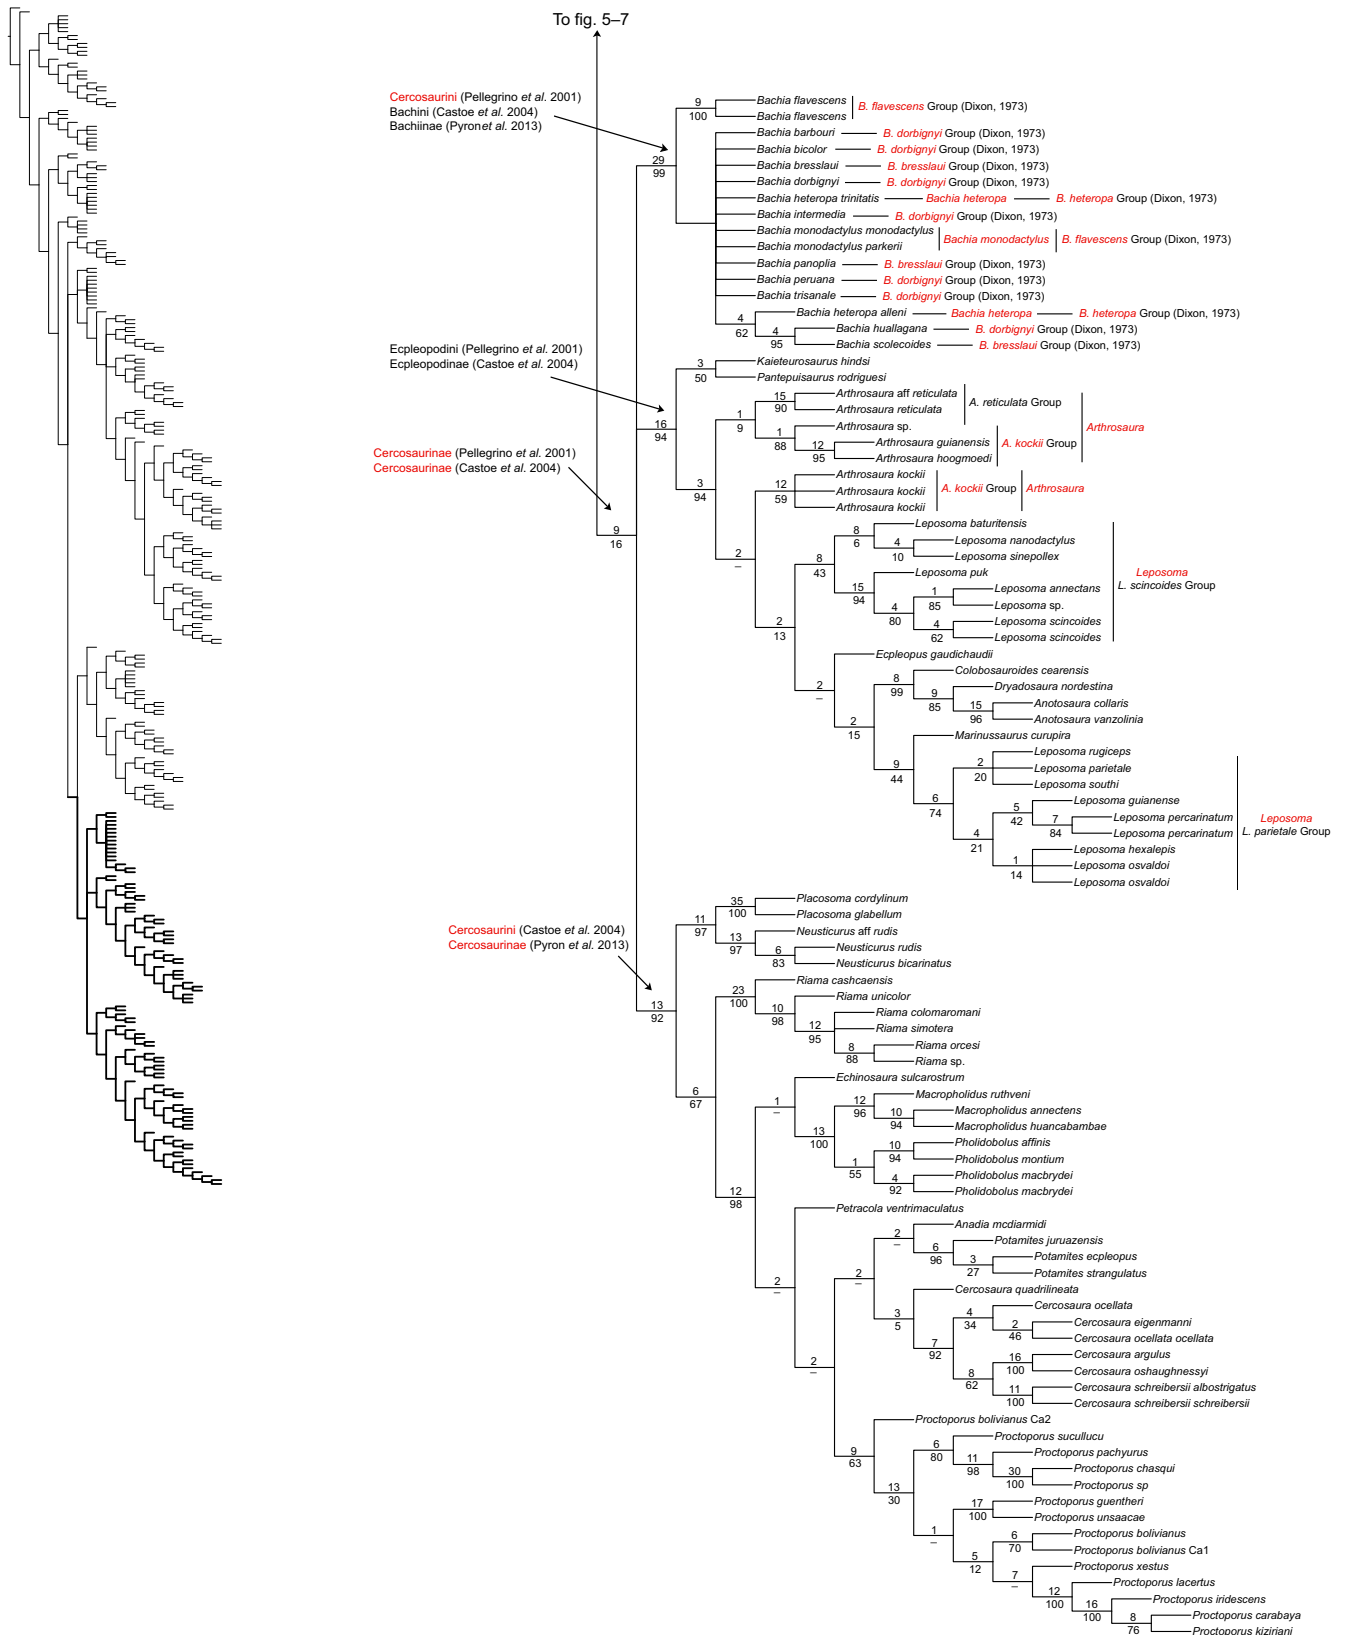 To fig. 5–7
Cercosaurini (Pellegrino et al. 2001)
Bachini (Castoe et al. 2004)
Bachiinae (Pyronet al. 2013)
9
100
Bachia flavescens
Bachia flavescens
B. flavescens Group (Dixon, 1973)
29
99
Bachia barbouri B. dorbignyi Group (Dixon, 1973)
Bachia bicolor B. dorbignyi Group (Dixon, 1973)
Bachia bresslaui B. bresslaui Group (Dixon, 1973)
Bachia dorbignyi B. dorbignyi Group (Dixon, 1973)
Bachia heteropa trinitatis Bachia heteropa B. heteropa Group (Dixon, 1973)
Bachia intermedia B. dorbignyi Group (Dixon, 1973)
Bachia monodactylus monodactylus
Bachia monodactylus parkerii
Bachia monodactylus B. flavescens Group (Dixon, 1973)
Bachia panoplia B. bresslaui Group (Dixon, 1973)
Bachia peruana B. dorbignyi Group (Dixon, 1973)
Bachia trisanale B. dorbignyi Group (Dixon, 1973)
4
62
Bachia heteropa alleni Bachia heteropa B. heteropa Group (Dixon, 1973)
4
95
Bachia huallagana B. dorbignyi Group (Dixon, 1973)
Bachia scolecoides B. bresslaui Group (Dixon, 1973)
Ecpleopodini (Pellegrino et al. 2001)
Ecpleopodinae (Castoe et al. 2004)
16
94
3
50
Kaieteurosaurus hindsi
Pantepuisaurus rodriguesi
3
94
1
9
15
90
Arthrosaura aff reticulata
Arthrosaura reticulata
A. reticulata Group
1
88
Arthrosaura sp.
12
95
Arthrosaura guianensis
Arthrosaura hoogmoedi
A. kockii Group
Arthrosaura
Cercosaurinae (Pellegrino et al. 2001)
Cercosaurinae (Castoe et al. 2004)
9
16
2
–
12
59
Arthrosaura kockii
Arthrosaura kockii
Arthrosaura kockii
A. kockii Group Arthrosaura
2
13
8
43
8
6
Leposoma baturitensis
4
10
Leposoma nanodactylus
Leposoma sinepollex
15
94
Leposoma puk
4
80
1
85
Leposoma annectans
Leposoma sp.
4
62
Leposoma scincoides
Leposoma scincoides
Leposoma
L. scincoides Group
2
–
Ecpleopus gaudichaudii
2
15
8
99
Colobosauroides cearensis
9
85
Dryadosaura nordestina
15
96
Anotosaura collaris
Anotosaura vanzolinia
9
44
Marinussaurus curupira
6
74
2
20
Leposoma rugiceps
Leposoma parietale
Leposoma southi
4
21
5
42
Leposoma guianense
7
84
Leposoma percarinatum
Leposoma percarinatum
1
14
Leposoma hexalepis
Leposoma osvaldoi
Leposoma osvaldoi
Leposoma
L. parietale Group
Cercosaurini (Castoe et al. 2004)
Cercosaurinae (Pyron et al. 2013)
13
92
11
97
35
100
Placosoma cordylinum
Placosoma glabellum
13
97
Neusticurus aff rudis
6
83
Neusticurus rudis
Neusticurus bicarinatus
6
67
23
100
Riama cashcaensis
10
98
Riama unicolor
12
95
Riama colomaromani
Riama simotera
8
88
Riama orcesi
Riama sp.
12
98
1
–
Echinosaura sulcarostrum
13
100
12
96
Macropholidus ruthveni
10
94
Macropholidus annectens
Macropholidus huancabambae
1
55
10
94
Pholidobolus affinis
Pholidobolus montium
4
92
Pholidobolus macbrydei
Pholidobolus macbrydei
2
–
Petracola ventrimaculatus
2
–
2
–
2
–
Anadia mcdiarmidi
6
96
Potamites juruazensis
3
27
Potamites ecpleopus
Potamites strangulatus
3
5
Cercosaura quadrilineata
7
92
4
34
Cercosaura ocellata
2
46
Cercosaura eigenmanni
Cercosaura ocellata ocellata
8
62
16
100
Cercosaura argulus
Cercosaura oshaughnessyi
11
100
Cercosaura schreibersii albostrigatus
Cercosaura schreibersii schreibersii
9
63
Proctoporus bolivianus Ca2
13
30
6
80
Proctoporus sucullucu
11
98
Proctoporus pachyurus
30
100
Proctoporus chasqui
Proctoporus sp
1
–
17
100
Proctoporus guentheri
Proctoporus unsaacae
5
12
6
70
Proctoporus bolivianus
Proctoporus bolivianus Ca1
7
–
Proctoporus xestus
12
100
Proctoporus lacertus
16
100
Proctoporus iridescens
8
76
Proctoporus carabaya
Proctoporus kiziriani